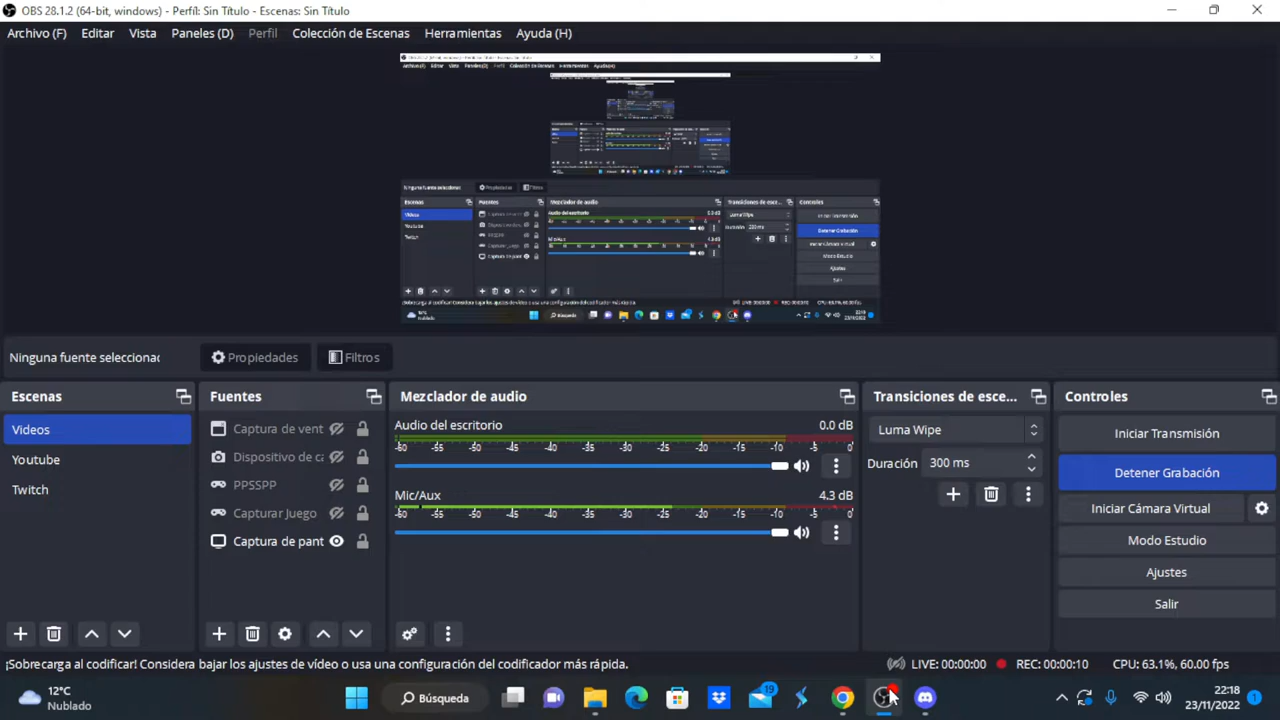 OBS 28.1.2 (64-bit, windows) - Perfil: Sin Título - Escenas: Sin Título
Archivo (F) Editar Vista Paneles (D) Perfil Colección de Escenas Herramientas Ayuda (H)
Ninguna fuente seleccionac Propiedades Filtros
Escenas Fuentes Mezclador de audio Transiciones de esce... Controles
Videos
Youtube
Twitch
Captura de vent
Dispositivo de ca
PPSSPP
Capturar Juego
Captura de pant
Audio del escritorio 0.0 dB
-60 -55 -50 -45 -40 -35 -30 -25 -20 -15 -10 -5 0
Mic/Aux 4.3 dB
-60 -55 -50 -45 -40 -35 -30 -25 -20 -15 -10 -5 0
Luma Wipe
Duración 300 ms
Iniciar Transmisión
Detener Grabación
Iniciar Cámara Virtual
Modo Estudio
Ajustes
Salir
¡Sobrecarga al codificar! Considera bajar los ajustes de vídeo o usa una configuración del codificador más rápida. LIVE: 00:00:00 REC: 00:00:10 CPU: 63.1%, 60.00 fps
12°C
Nublado
Búsqueda
19
22:18
23/11/2022
1